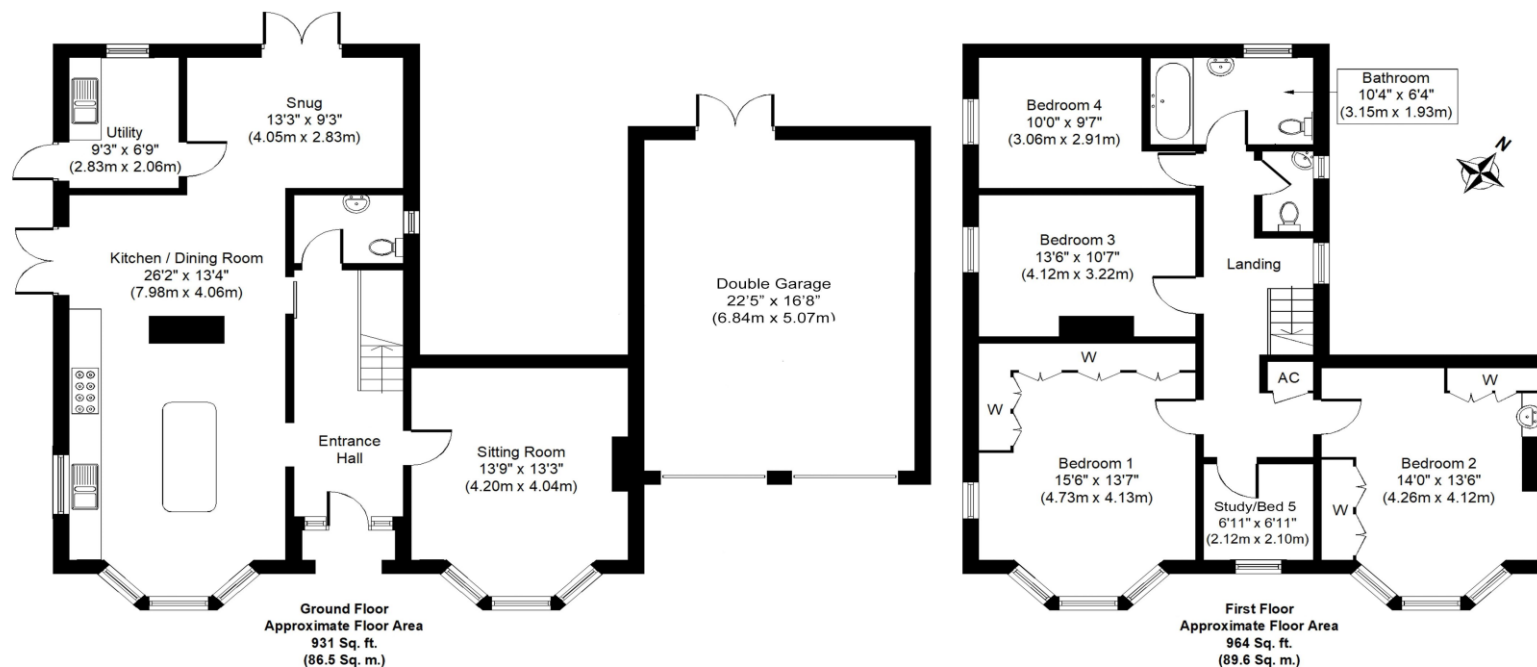 Snug
13'3" x 9'3"
(4.05m x 2.83m)
Utility
9'3" x 6'9"
(2.83m x 2.06m)
Kitchen / Dining Room
26'2" x 13'4"
(7.98m x 4.06m)
Entrance
Hall
Sitting Room
13'9" x 13'3"
(4.20m x 4.04m)
Double Garage
22'5" x 16'8"
(6.84m x 5.07m)
Ground Floor
Approximate Floor Area
931 Sq. ft.
(86.5 Sq. m.)
Bedroom 4
10'0" x 9'7"
(3.06m x 2.91m)
Bathroom
10'4" x 6'4"
(3.15m x 1.93m)
N
Bedroom 3
13'6" x 10'7"
(4.12m x 3.22m)
Landing
W
W
AC
W
Bedroom 1
15'6" x 13'7"
(4.73m x 4.13m)
Study/Bed 5
6'11" x 6'11"
(2.12m x 2.10m)
W
Bedroom 2
14'0" x 13'6"
(4.26m x 4.12m)
First Floor
Approximate Floor Area
964 Sq. ft.
(89.6 Sq. m.)